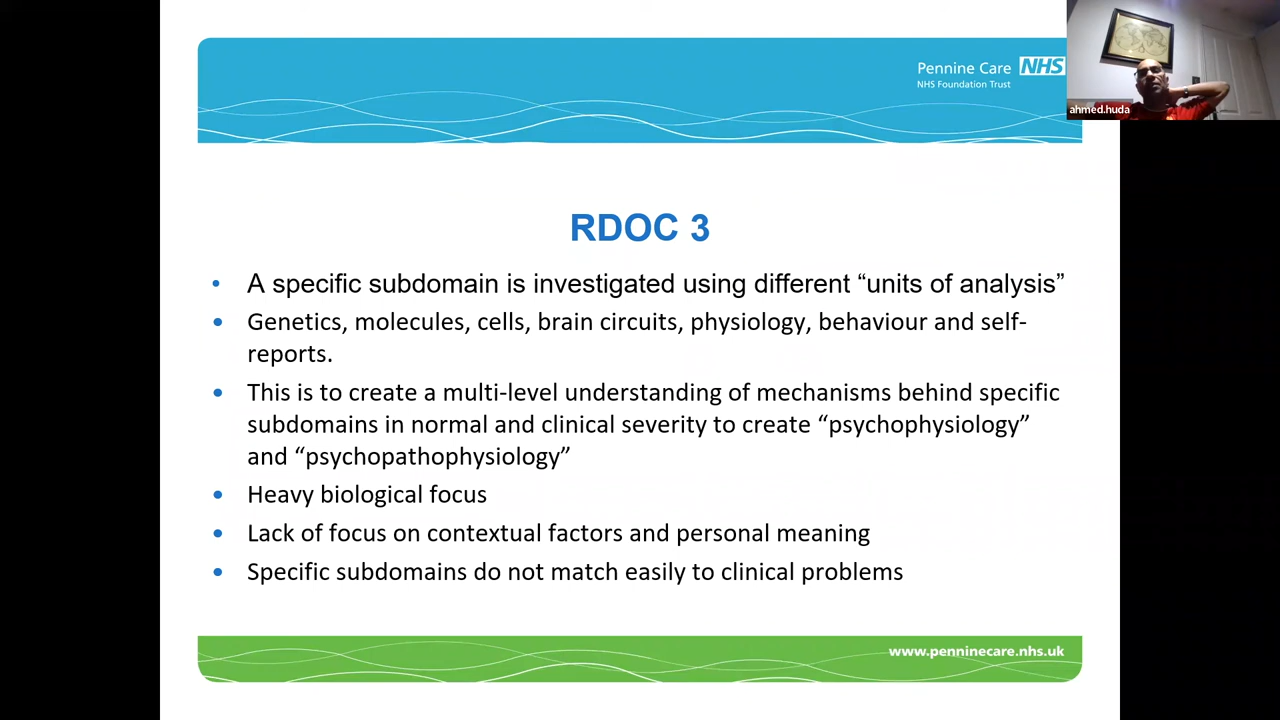 Pennine Care NHS
NHS Foundation Trust
ahmed.huda
RDOC 3
• A specific subdomain is investigated using different “units of analysis”
• Genetics, molecules, cells, brain circuits, physiology, behaviour and self-
reports.
• This is to create a multi-level understanding of mechanisms behind specific
subdomains in normal and clinical severity to create “psychophysiology”
and “psychopathophysiology”
• Heavy biological focus
• Lack of focus on contextual factors and personal meaning
• Specific subdomains do not match easily to clinical problems
www.penninecare.nhs.uk